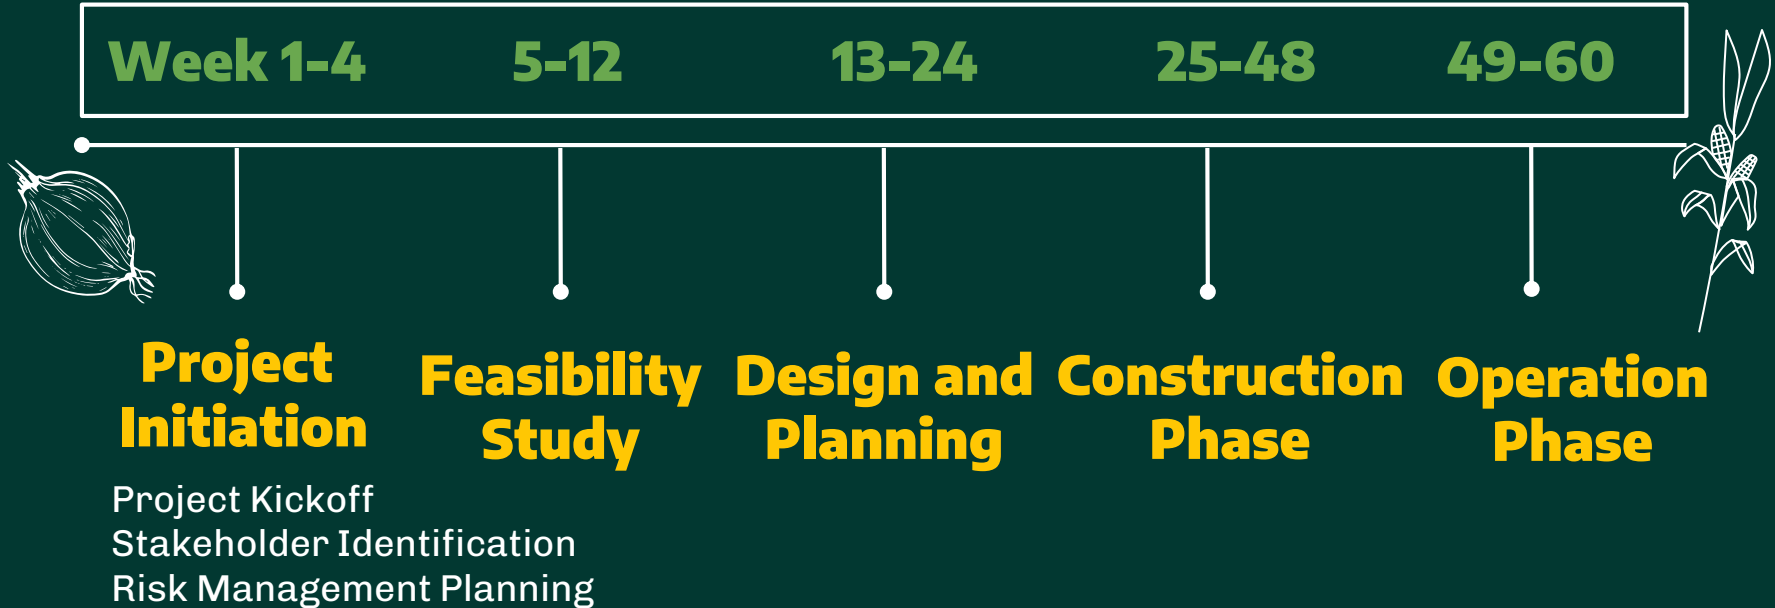 Week 1-4 5-12 13-24 25-48 49-60
Project
Initiation
Feasibility
Study
Design and
Planning
Construction
Phase
Operation
Phase
Project Kickoff
Stakeholder Identification
Risk Management Planning